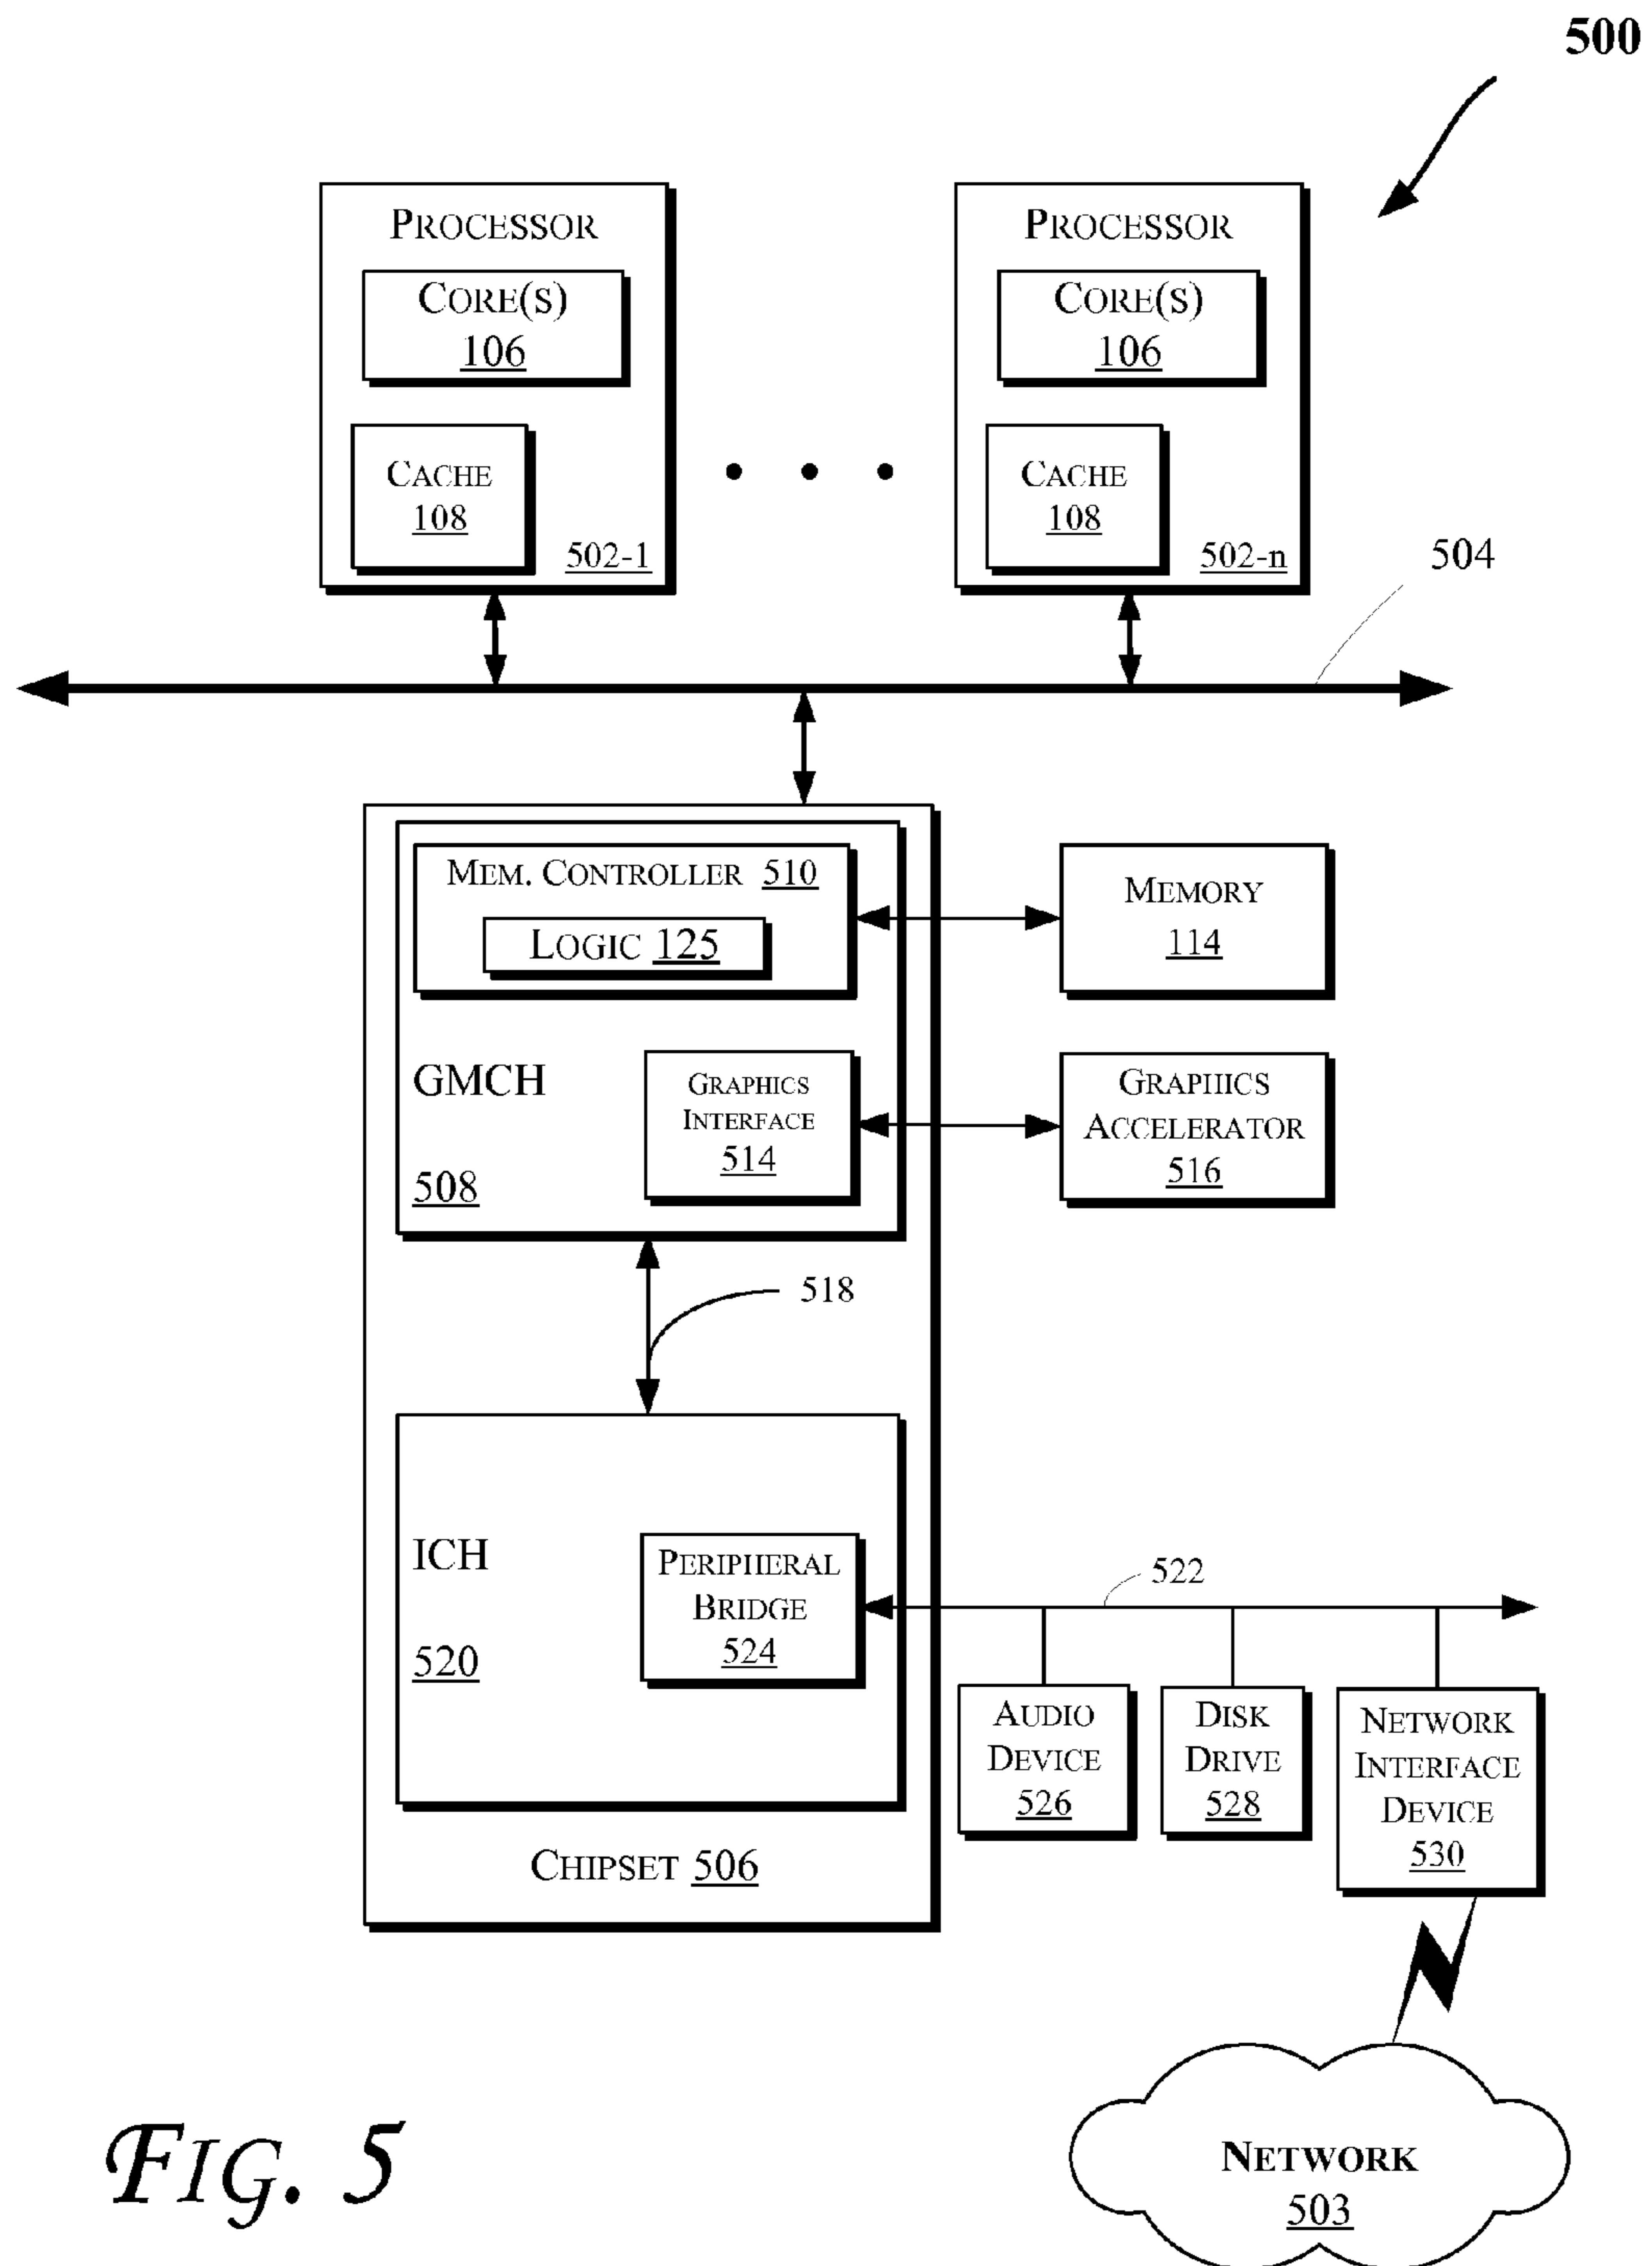 500
PROCESSOR
CORE(S)
106
CACHE
108
502-1
PROCESSOR
CORE(S)
106
CACHE
108
502-n
504
MEM. CONTROLLER 510
LOGIC 125
MEMORY
114
GMCH
508
GRAPHICS
INTERFACE
514
GRAPHICS
ACCELERATOR
516
518
ICH
520
PERIPHERAL
BRIDGE
524
522
AUDIO
DEVICE
526
DISK
DRIVE
528
NETWORK
INTERFACE
DEVICE
530
CHIPSET 506
NETWORK
503
FIG. 5